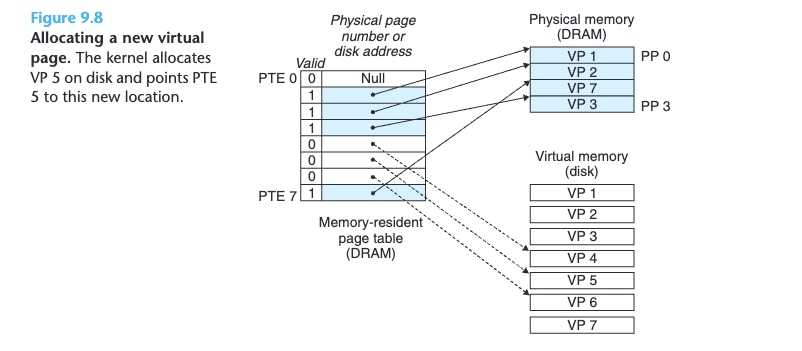 Figure 9.8
Allocating a new virtual
page. The kernel allocates
VP 5 on disk and points PTE
5 to this new location.
Physical page
number or
disk address
Valid
PTE 0
0
Null
1
1
1
0
0
0
PTE 7
1
Memory-resident
page table
(DRAM)
Physical memory
(DRAM)
VP 1
PP 0
VP 2
VP 7
VP 3
PP 3
Virtual memory
(disk)
VP 1
VP 2
VP 3
VP 4
VP 5
VP 6
VP 7